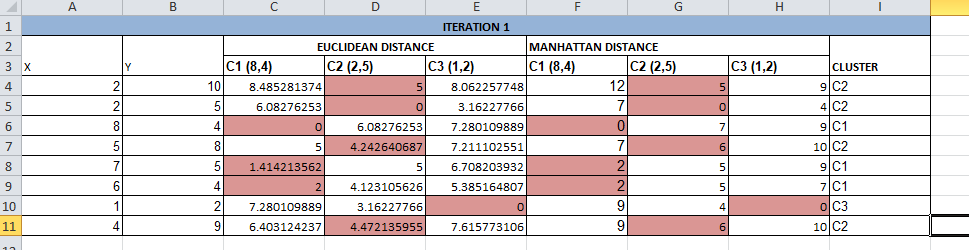 A B C D E F G H I
1 ITERATION 1
2 EUCLIDEAN DISTANCE MANHATTAN DISTANCE
3 X Y C1 (8,4) C2 (2,5) C3 (1,2) C1 (8,4) C2 (2,5) C3 (1,2) CLUSTER
4 2 10 8.485281374 5 8.062257748 12 5 9 C2
5 2 5 6.08276253 0 3.16227766 7 0 4 C2
6 8 4 0 6.08276253 7.280109889 0 7 9 C1
7 5 8 5 4.242640687 7.211102551 7 6 10 C2
8 7 5 1.414213562 5 6.708203932 2 5 9 C1
9 6 4 2 4.123105626 5.385164807 2 5 7 C1
10 1 2 7.280109889 3.16227766 0 9 4 0 C3
11 4 9 6.403124237 4.472135955 7.615773106 9 6 10 C2